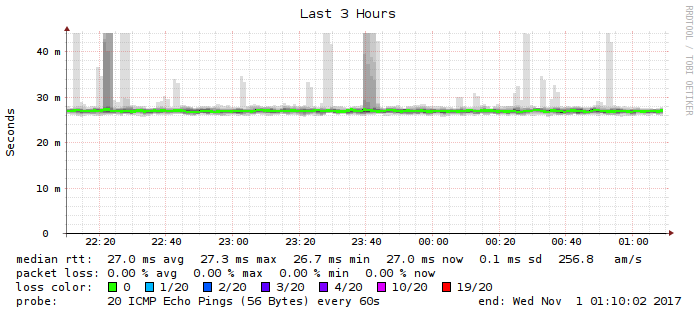 Last 3 Hours
RRDTOOL / TOBI OETIKER
Seconds
40 m
30 m
20 m
10 m
0
22:20 22:40 23:00 23:20 23:40 00:00 00:20 00:40 01:00
median rtt: 27.0 ms avg 27.3 ms max 26.7 ms min 27.0 ms now 0.1 ms sd 256.8 am/s
packet loss: 0.00 % avg 0.00 % max 0.00 % min 0.00 % now
loss color: 0 1/20 2/20 3/20 4/20 10/20 19/20
probe: 20 ICMP Echo Pings (56 Bytes) every 60s end: Wed Nov 1 01:10:02 2017